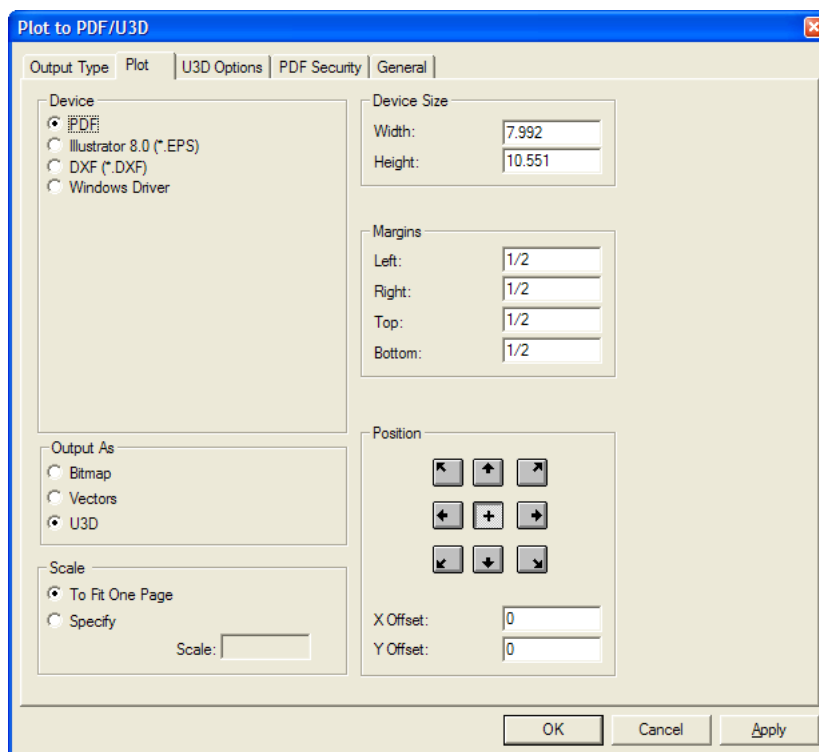 Plot to PDF/U3D
Output Type Plot U3D Options PDF Security General
Device
PDF
Illustrator 8.0 (*.EPS)
DXF (*.DXF)
Windows Driver
Device Size
Width: 7.992
Height: 10.551
Margins
Left: 1/2
Right: 1/2
Top: 1/2
Bottom: 1/2
Output As
Bitmap
Vectors
U3D
Scale
To Fit One Page
Specify
Scale:
Position
X Offset: 0
Y Offset: 0
OK Cancel Apply